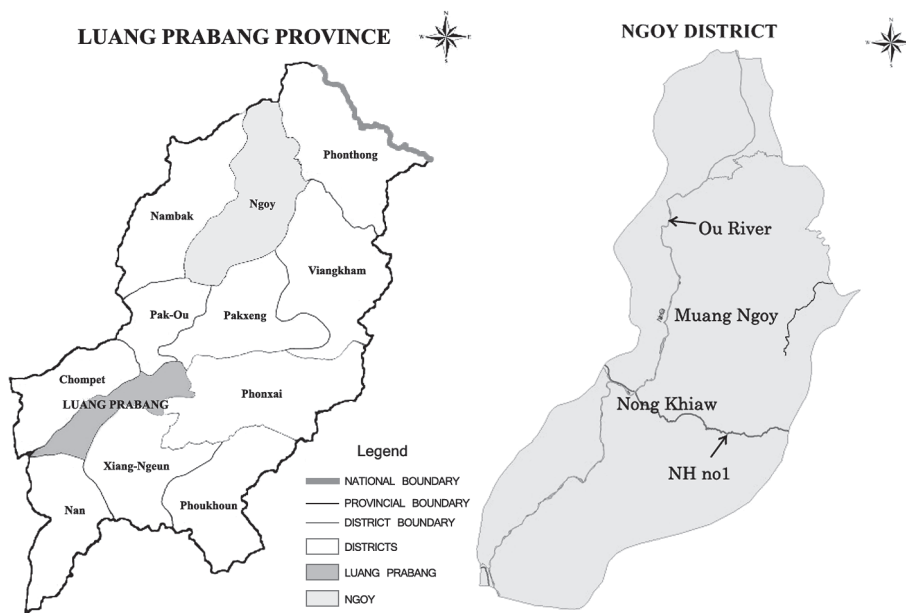 LUANG PRABANG PROVINCE
N
W
E
S
Phonthong
Ngoy
Nambak
Viangkham
Pak-Ou
Pakxeng
Chompet
LUANG PRABANG
Phonxai
Xiang-Ngeun
Nan
Phoukhoun
Legend
NATIONAL BOUNDARY
PROVINCIAL BOUNDARY
DISTRICT BOUNDARY
DISTRICTS
LUANG PRABANG
NGOY
NGOY DISTRICT
N
W
E
S
Ou River
Muang Ngoy
Nong Khiaw
NH no1